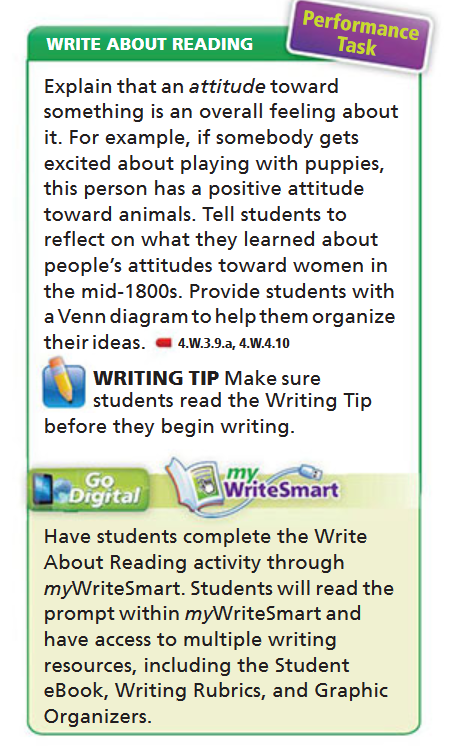 Performance
Task
WRITE ABOUT READING
Explain that an attitude toward
something is an overall feeling about
it. For example, if somebody gets
excited about playing with puppies,
this person has a positive attitude
toward animals. Tell students to
reflect on what they learned about
people’s attitudes toward women in
the mid-1800s. Provide students with
a Venn diagram to help them organize
their ideas. 4.W.3.9.a, 4.W.4.10
WRITING TIP Make sure
students read the Writing Tip
before they begin writing.
Go
Digital
my
WriteSmart
Have students complete the Write
About Reading activity through
myWriteSmart. Students will read the
prompt within myWriteSmart and
have access to multiple writing
resources, including the Student
eBook, Writing Rubrics, and Graphic
Organizers.